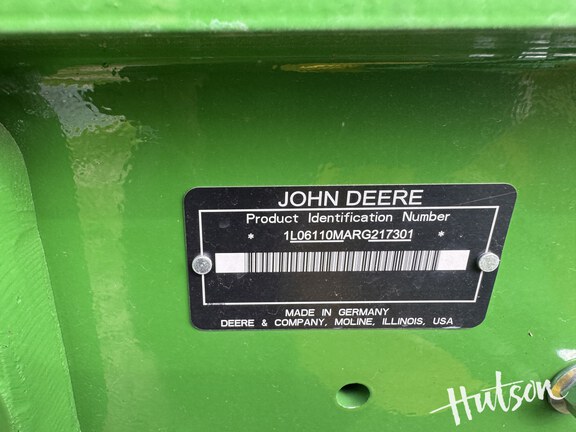 JOHN DEERE
Product Identification Number
* 1L06110MARG217301 *
MADE IN GERMANY
DEERE & COMPANY, MOLINE, ILLINOIS, USA
Hutson